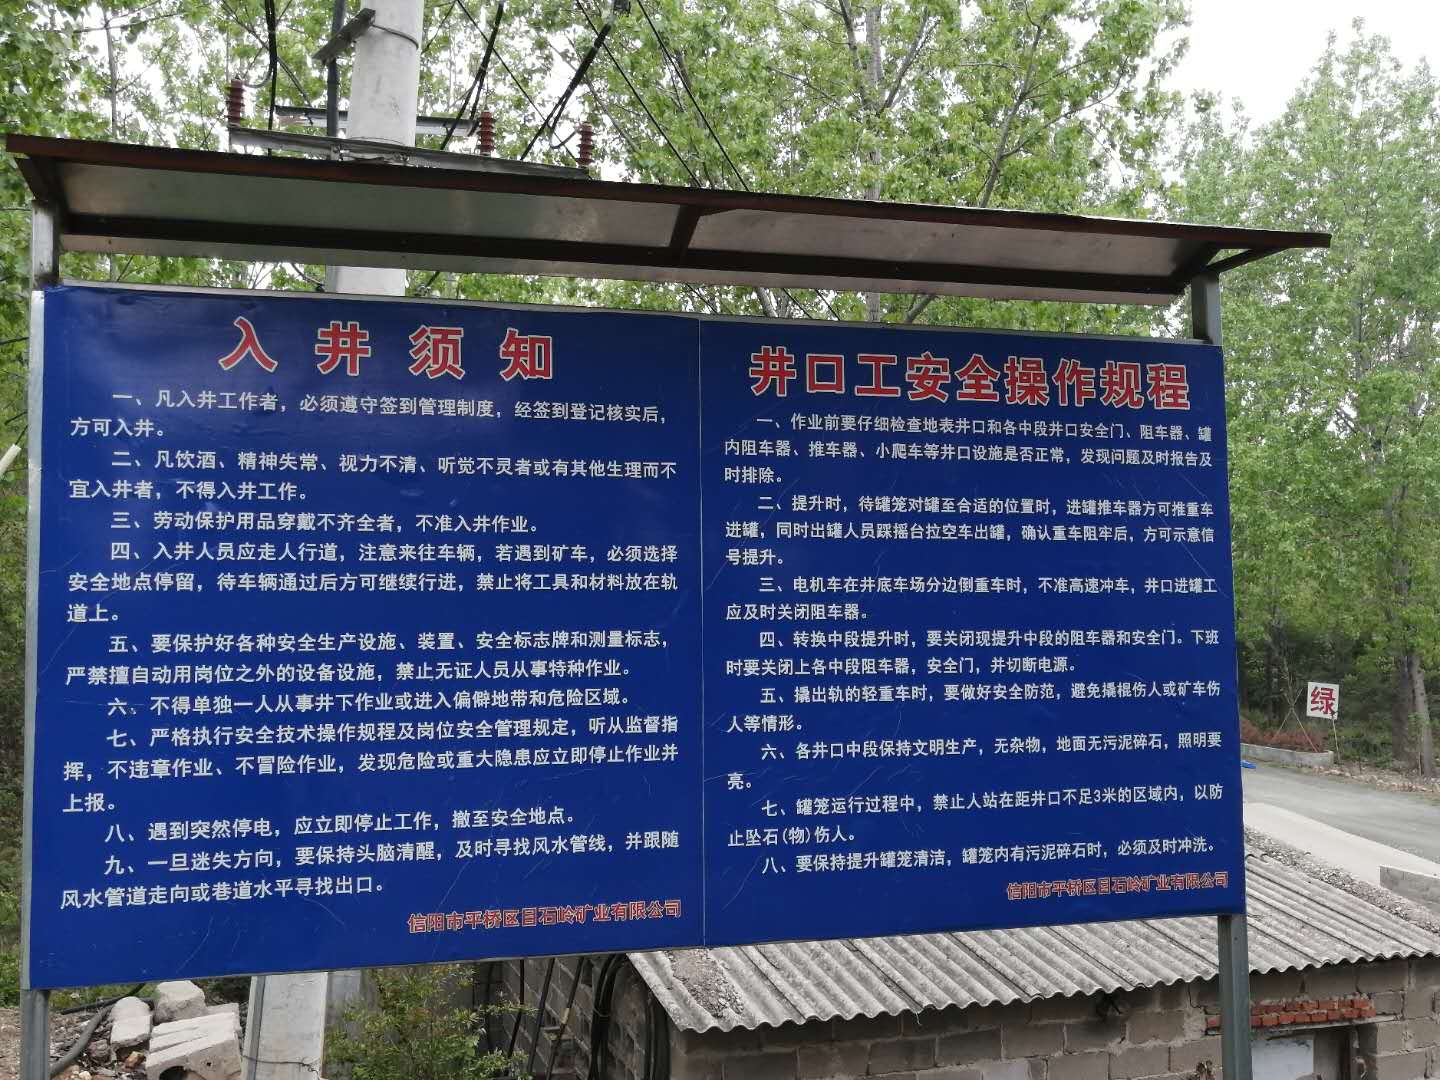 入井须知
一、凡入井工作者，必须遵守签到管理制度，经签到登记核实后，
方可入井。
二、凡饮酒、精神失常、视力不清、听觉不灵者或有其他生理而不
宜入井者，不得入井工作。
三、劳动保护用品穿戴不齐全者，不准入井作业。
四、入井人员应走人行道，注意来往车辆，若遇到矿车，必须选择
安全地点停留，待车辆通过后方可继续行进，禁止将工具和材料放在轨
道上。
五、要保护好各种安全生产设施、装置、安全标志牌和测量标志，
严禁擅自动用岗位之外的设备设施，禁止无证人员从事特种作业。
六、不得单独一人从事井下作业或进入偏僻地带和危险区域。
七、严格执行安全技术操作规程及岗位安全管理规定，听从监督指
挥，不违章作业、不冒险作业，发现危险或重大隐患应立即停止作业并
上报。
八、遇到突然停电，应立即停止工作，撤至安全地点。
九、一旦迷失方向，要保持头脑清醒，及时寻找风水管线，并跟随
风水管道走向或巷道水平寻找出口。
信阳市平桥区目石岭矿业有限公司
井口工安全操作规程
一、作业前要仔细检查地表井口和各中段井口安全门、阻车器、罐
内阻车器、推车器、小爬车等井口设施是否正常，发现问题及时报告及
时排除。
二、提升时，待罐笼对罐至合适的位置时，进罐推车器方可推重车
进罐，同时出罐人员踩摇台拉空车出罐，确认重车阻牢后，方可示意信
号提升。
三、电机车在井底车场分边倒重车时，不准高速冲车，井口进罐工
应及时关闭阻车器。
四、转换中段提升时，要关闭现提升中段的阻车器和安全门。下班
时要关闭上各中段阻车器，安全门，并切断电源。
五、撬出轨的轻重车时，要做好安全防范，避免撬棍伤人或矿车伤
人等情形。
六、各井口中段保持文明生产，无杂物，地面无污泥碎石，照明要
亮。
七、罐笼运行过程中，禁止人站在距井口不足3米的区域内，以防
止坠石(物)伤人。
八、要保持提升罐笼清洁，罐笼内有污泥碎石时，必须及时冲洗。
信阳市平桥区目石岭矿业有限公司
绿